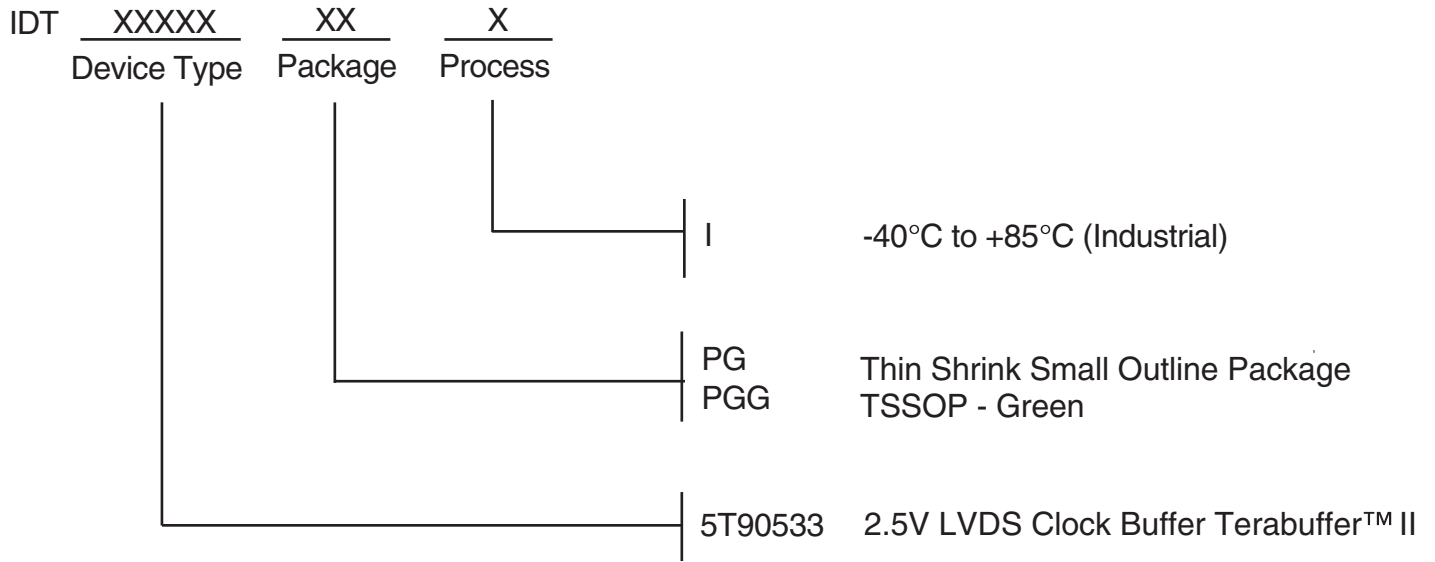 IDT XXXXX XX X
Device Type Package Process
I -40°C to +85°C (Industrial)
PG Thin Shrink Small Outline Package
PGG TSSOP - Green
5T90533 2.5V LVDS Clock Buffer Terabuffer™ II